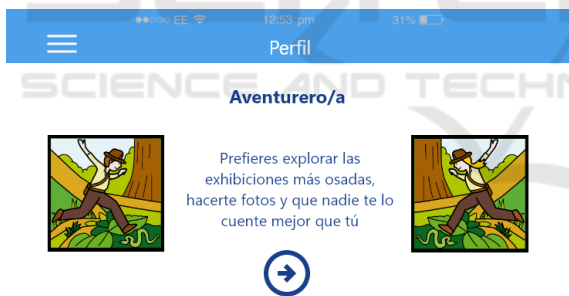 EE 12:53 pm 31%
Perfil
SCIENCE AND TECHN
Aventurero/a
Prefieres explorar las
exhibiciones más osadas,
hacerte fotos y que nadie te lo
cuente mejor que tú